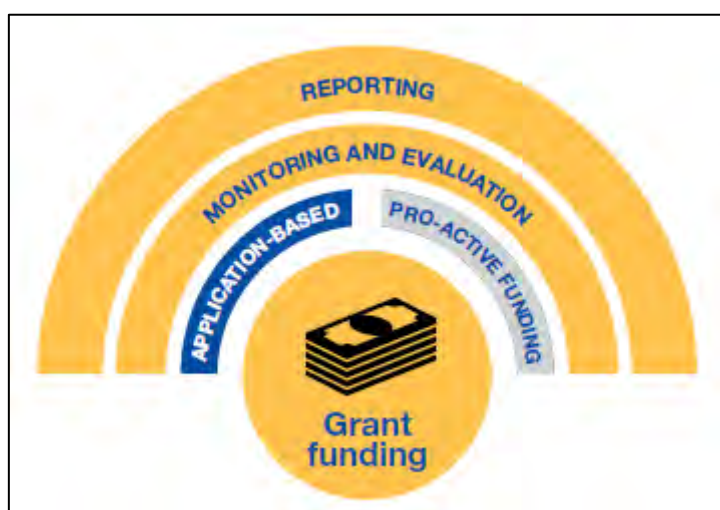 REPORTING
MONITORING AND EVALUATION
APPLICATION-BASED
PRO-ACTIVE FUNDING
Grant
funding